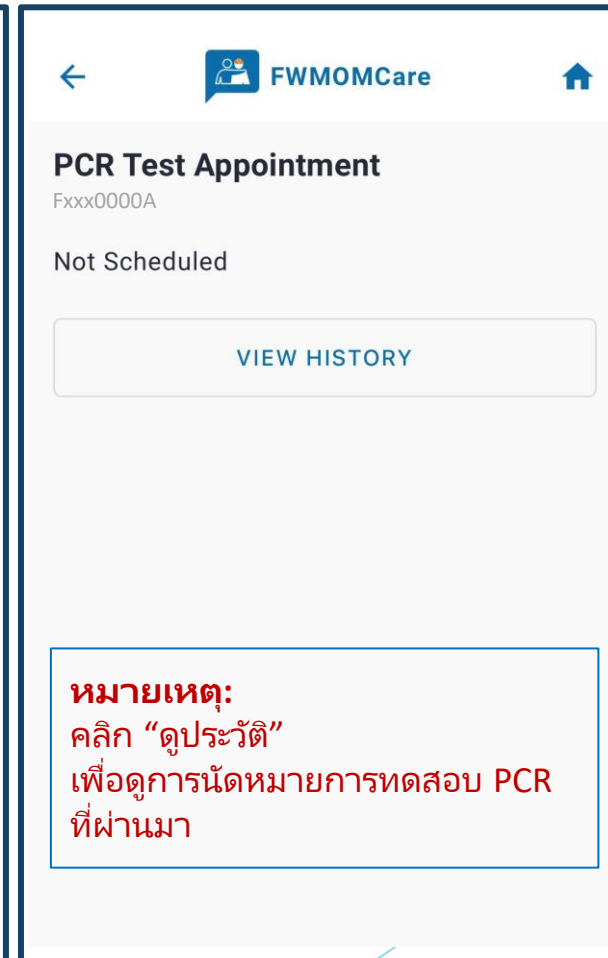 FWMOMCare
PCR Test Appointment
Fxxx0000A
Not Scheduled
VIEW HISTORY
หมายเหตุ:
คลิก “ดูประวัติ”
เพื่อดูการนัดหมายการทดสอบ PCR
ที่ผ่านมา